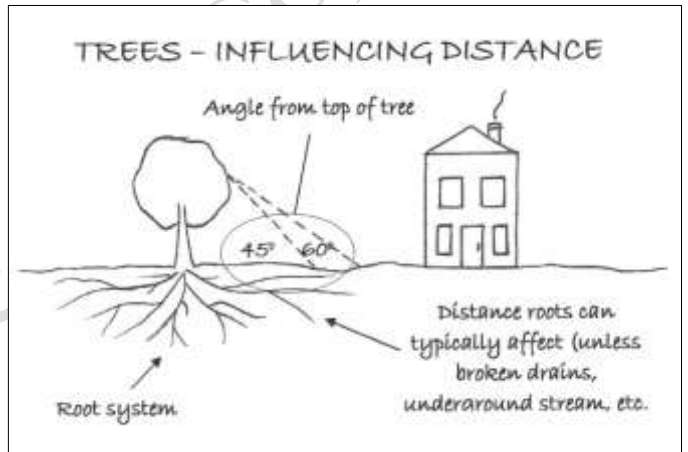 TREES – INFLUENCING DISTANCE
Angle from top of tree
45°
60°
Distance roots can
typically affect (unless
broken drains,
underaround stream, etc.
Root system